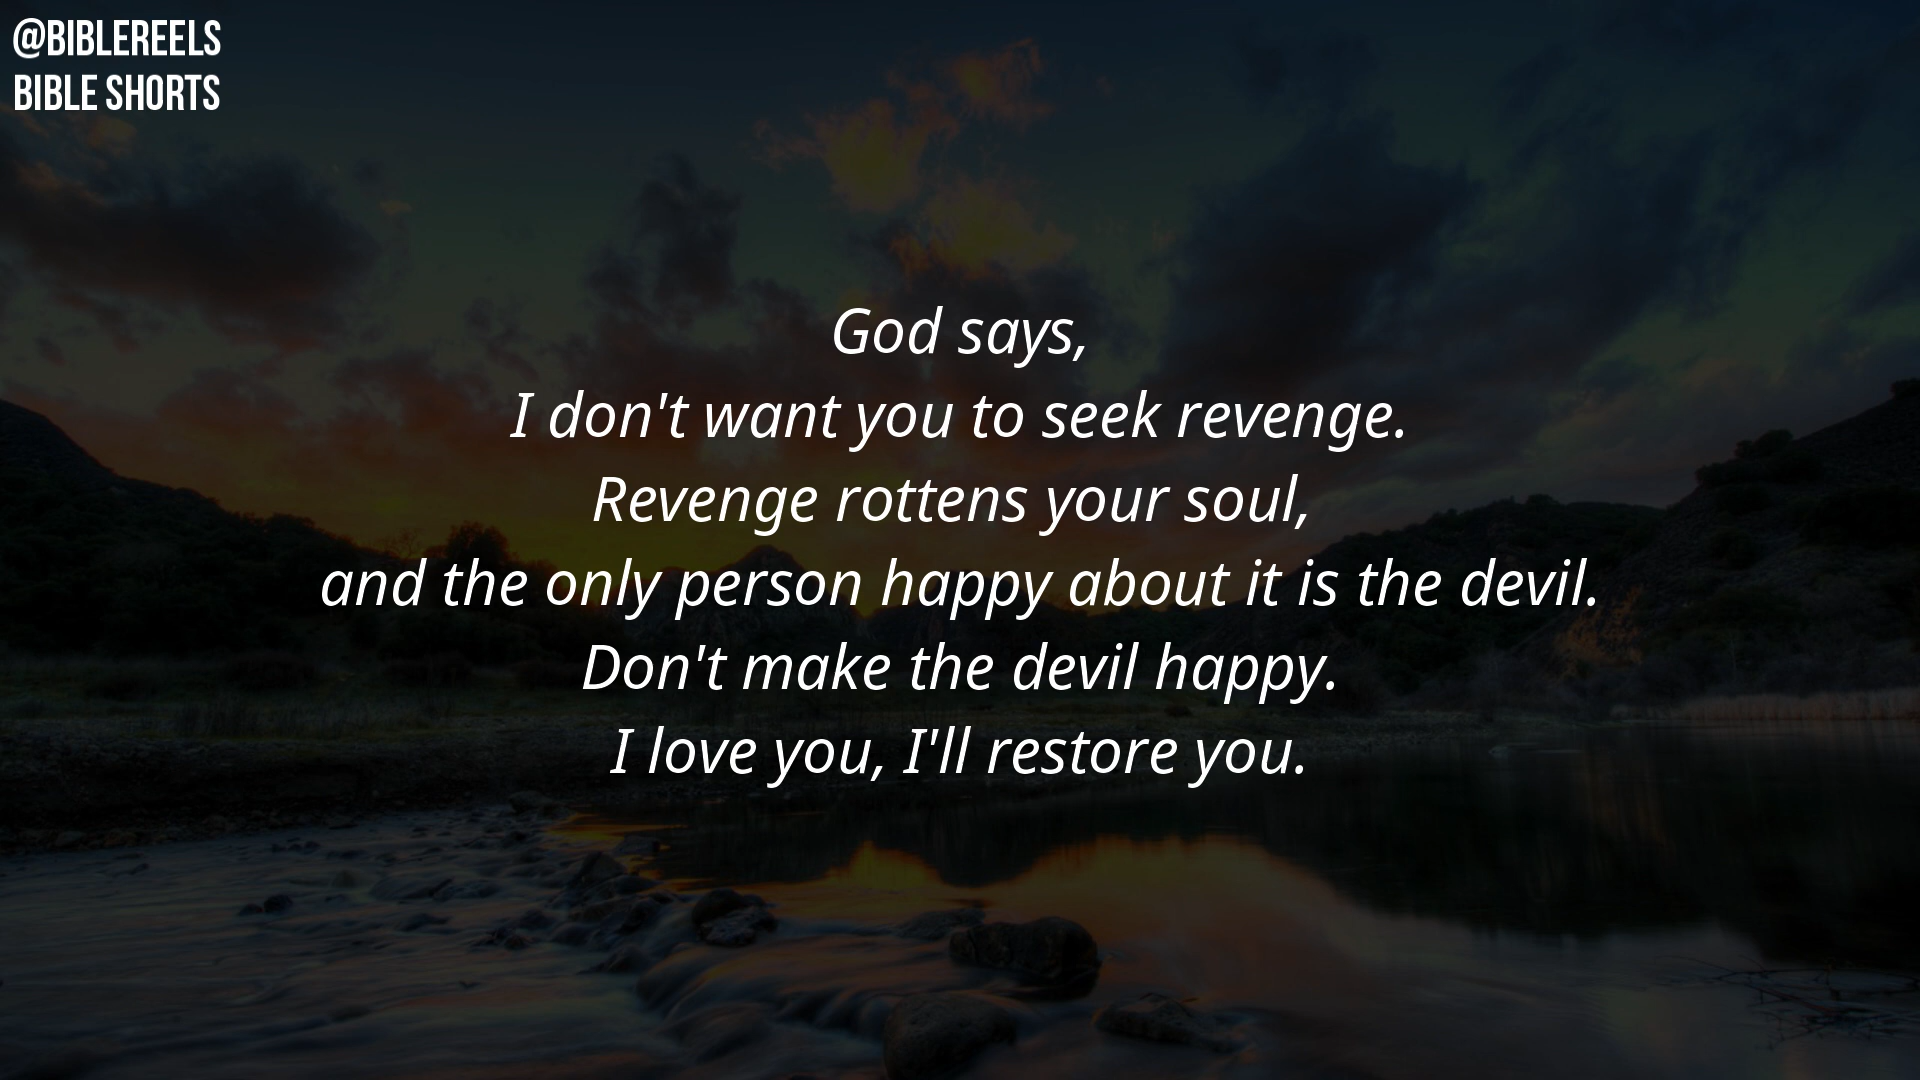 @BIBLEREELS
BIBLE SHORTS
God says,
I don't want you to seek revenge.
Revenge rottens your soul,
and the only person happy about it is the devil.
Don't make the devil happy.
I love you, I'll restore you.